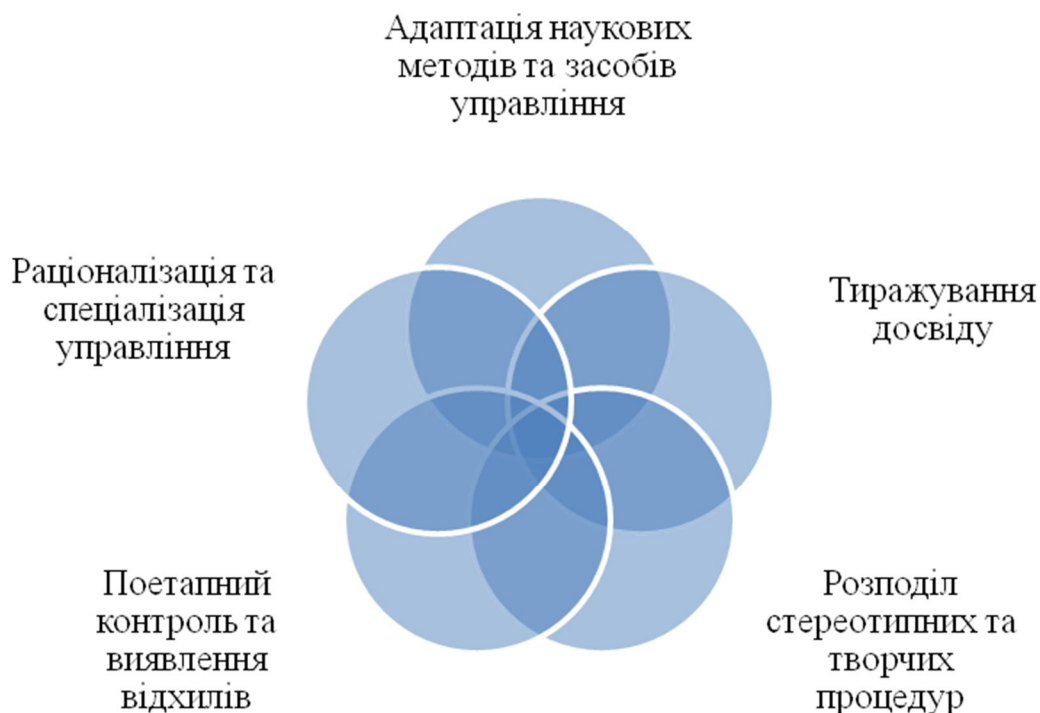 Адаптація наукових
методів та засобів
управління
Раціоналізація та
спеціалізація
управління
Тиражування
досвіду
Поетапний
контроль та
виявлення
відхилів
Розподіл
стереотипних та
творчих
процедур